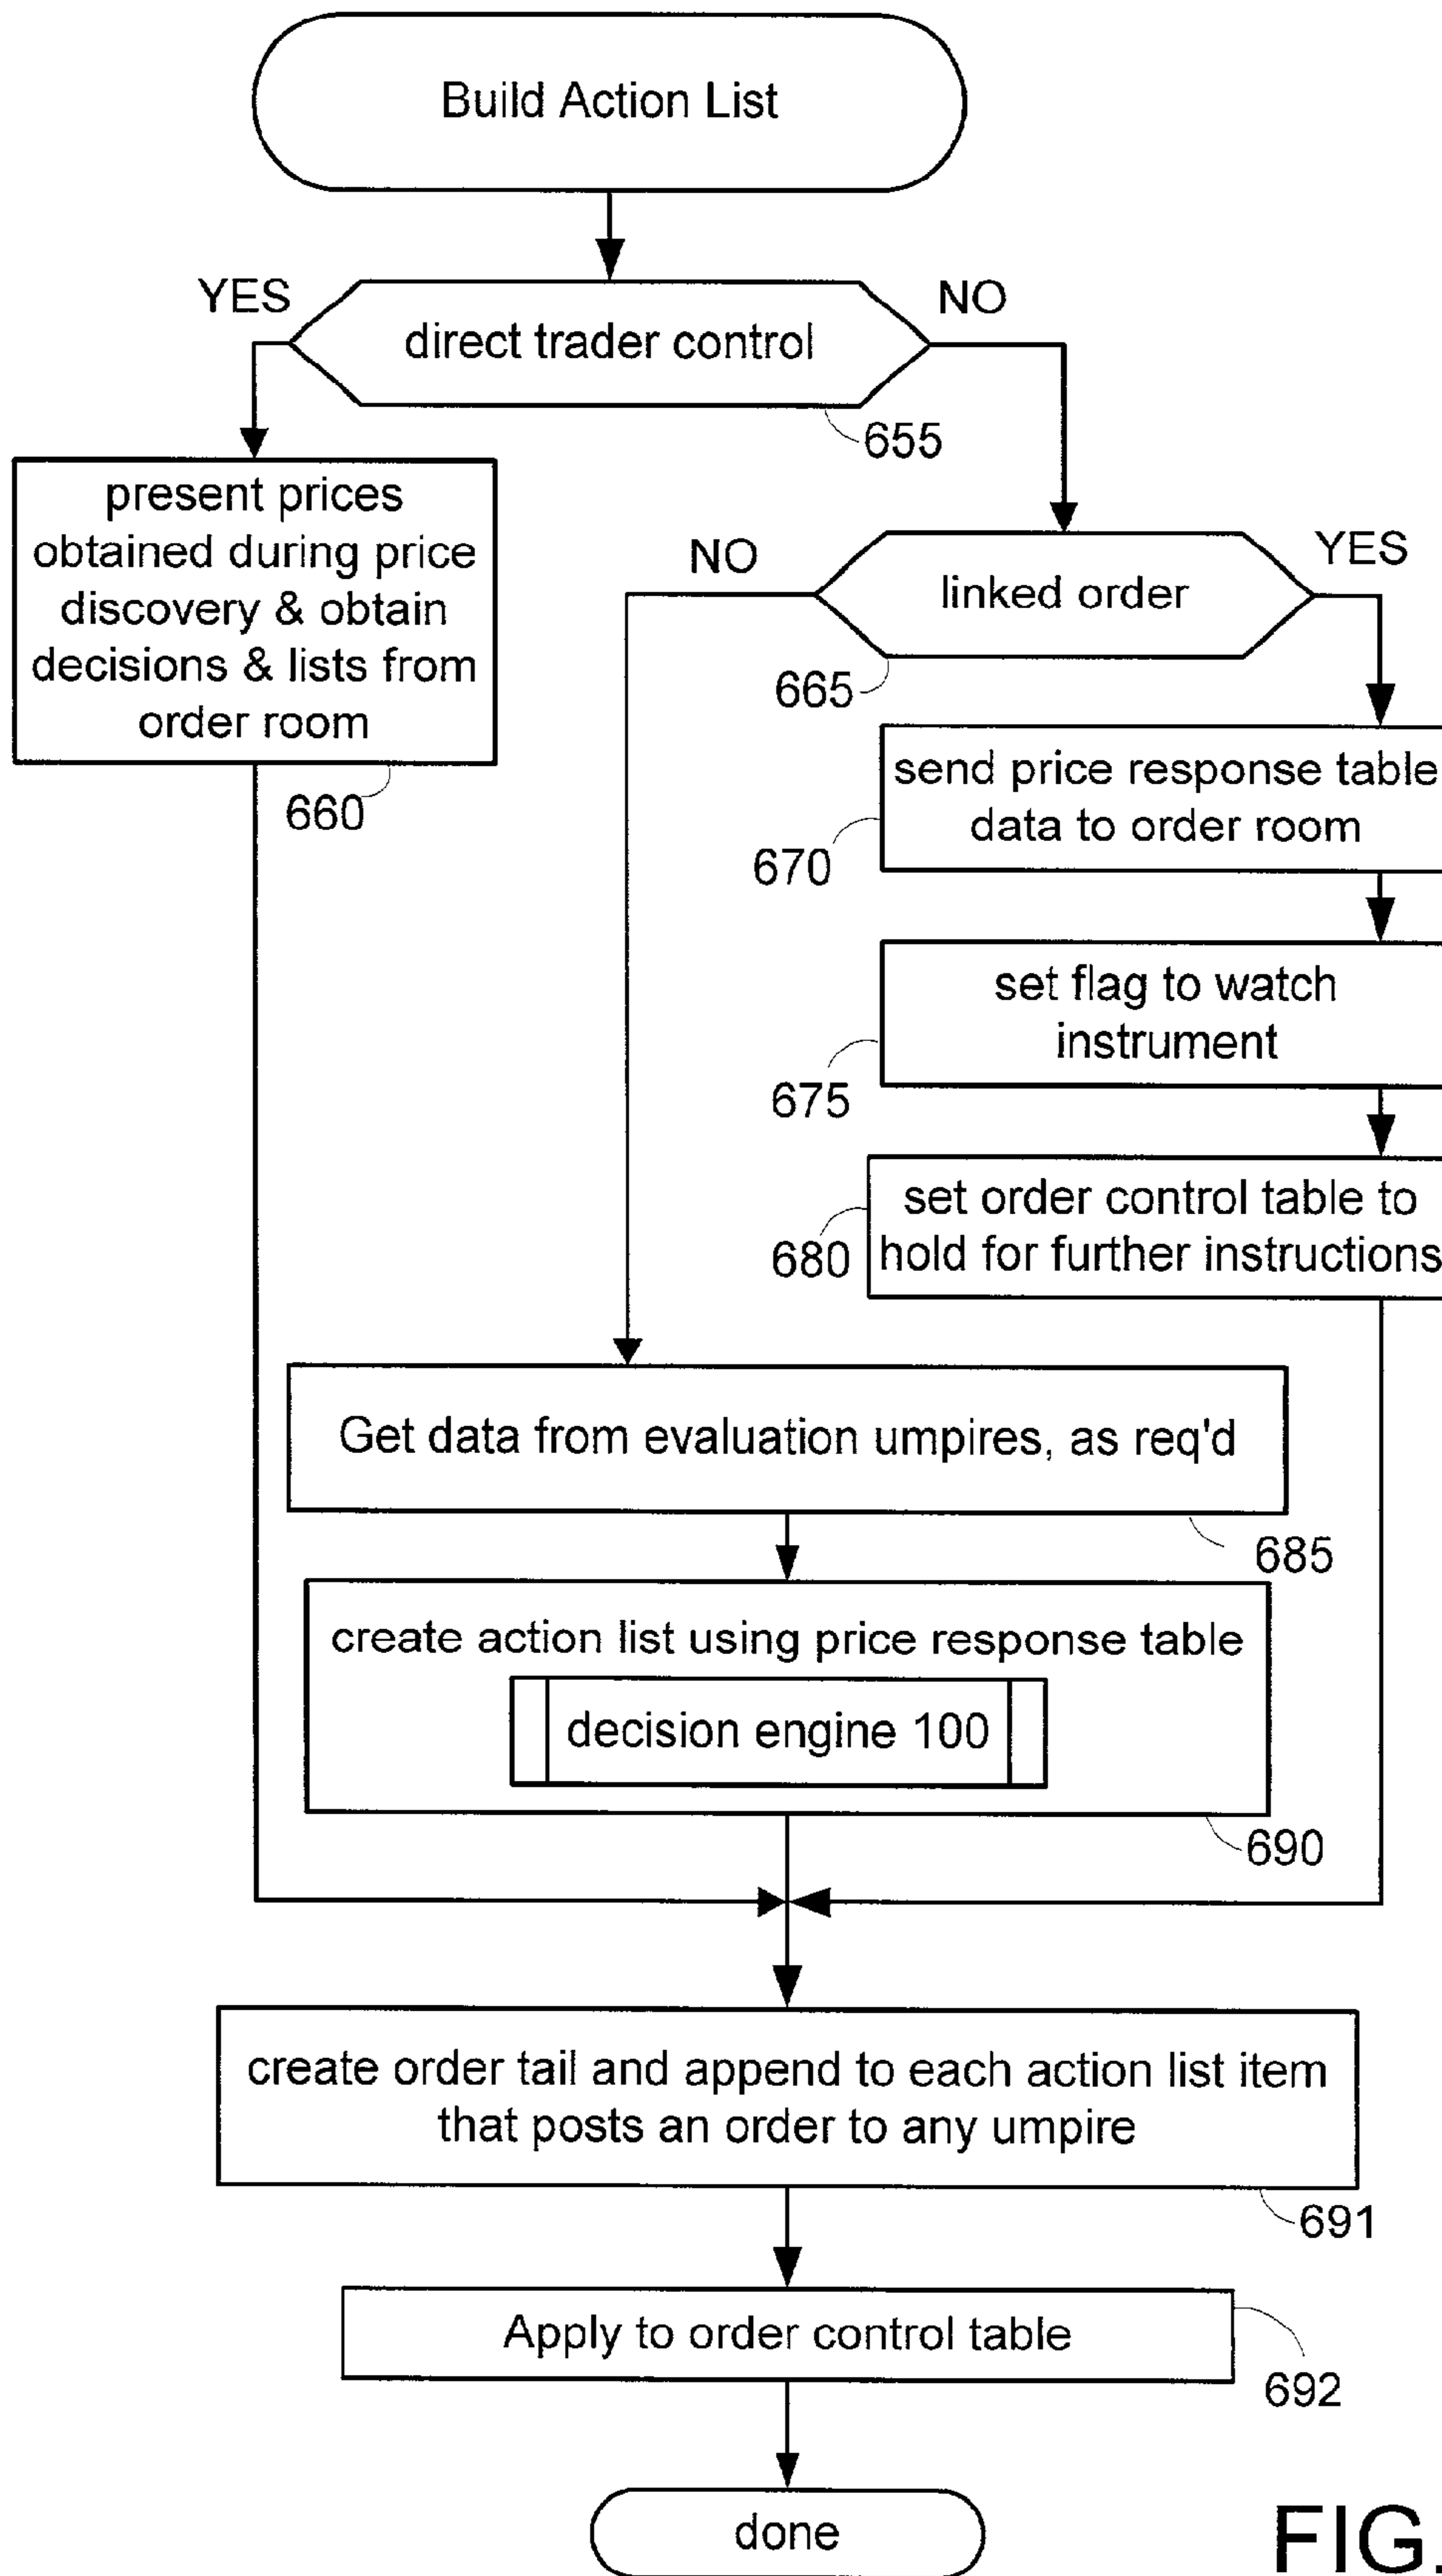 Build Action List
YES
NO
direct trader control
655
present prices
obtained during price
discovery & obtain
decisions & lists from
order room
660
NO
YES
linked order
665
send price response table
data to order room
670
set flag to watch
instrument
675
set order control table to
hold for further instructions
680
Get data from evaluation umpires, as req'd
685
create action list using price response table
decision engine 100
690
create order tail and append to each action list item
that posts an order to any umpire
691
Apply to order control table
692
done
FIG.